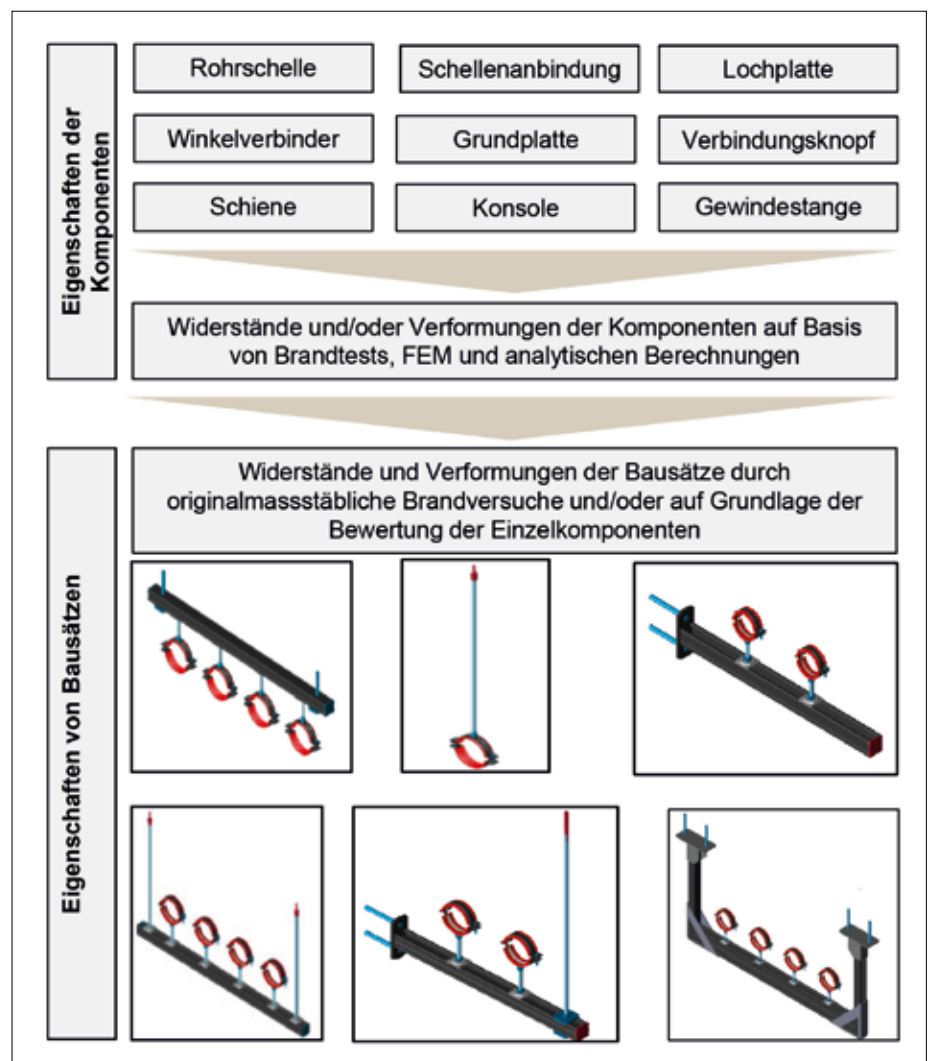 Eigenschaften der
Komponenten
Rohrschelle
Schellenanbindung
Lochplatte
Winkelverbinder
Grundplatte
Verbindungsknopf
Schiene
Konsole
Gewindestange
Widerstände und/oder Verformungen der Komponenten auf Basis
von Brandtests, FEM und analytischen Berechnungen
Eigenschaften von Bausätzen
Widerstände und Verformungen der Bausätze durch
originalmassstäbliche Brandversuche und/oder auf Grundlage der
Bewertung der Einzelkomponenten